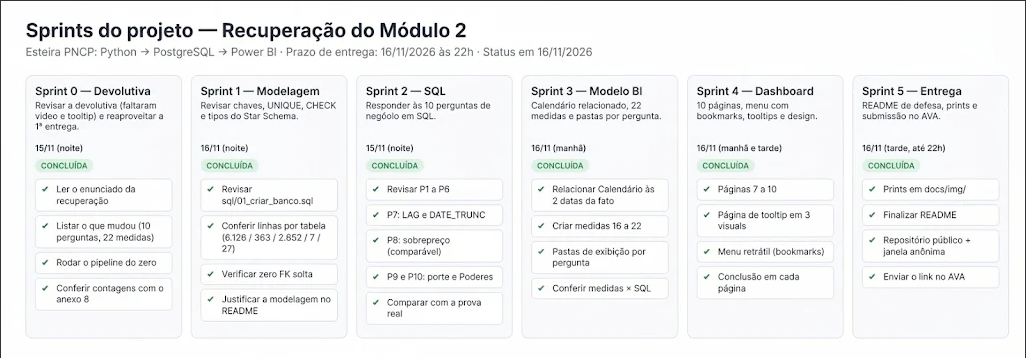 Sprints do projeto — Recuperação do Módulo 2
Esteira PNCP: Python → PostgreSQL → Power BI · Prazo de entrega: 16/11/2026 às 22h · Status em 16/11/2026
Sprint 0 — Devolutiva
Revisar a devolutiva (faltaram
video e tooltip) e reaproveitar a
1ª entrega.
15/11 (noite)
CONCLUÍDA
✔ Ler o enunciado da
recuperação
✔ Listar o que mudou (10
perguntas, 22 medidas)
✔ Rodar o pipeline do zero
✔ Conferir contagens com o
anexo 8
Sprint 1 — Modelagem
Revisar chaves, UNIQUE, CHECK
e tipos do Star Schema.
16/11 (noite)
CONCLUÍDA
✔ Revisar
sql/01_criar_banco.sql
✔ Conferir linhas por tabela
(6.126 / 363 / 2.652 / 7 /
27)
✔ Verificar zero FK solta
✔ Justificar a modelagem no
README
Sprint 2 — SQL
Responder às 10 perguntas de
negóolo em SQL.
15/11 (noite)
CONCLUÍDA
✔ Revisar P1 a P6
✔ P7: LAG e DATE_TRUNC
✔ P8: sobrepreço
(comparável)
✔ P9 e P10: porte e Poderes
✔ Comparar com a prova
real
Sprint 3 — Modelo BI
Calendário relacionado, 22
medidas e pastas por pergunta.
16/11 (manhã)
CONCLUÍDA
✔ Relacionar Calendário às
2 datas da fato
✔ Criar medidas 16 a 22
✔ Pastas de exibição por
pergunta
✔ Conferir medidas × SQL
Sprint 4 — Dashboard
10 páginas, menu com
bookmarks, tooltips e design.
16/11 (manhã e tarde)
CONCLUÍDA
✔ Páginas 7 a 10
✔ Página de tooltip em 3
visuais
✔ Menu retrátil (bookmarks)
✔ Conclusão em cada
página
Sprint 5 — Entrega
README de defesa, prints e
submissão no AVA.
16/11 (tarde, até 22h)
CONCLUÍDA
✔ Prints em docs/img/
✔ Finalizar README
✔ Repositório público +
janela anônima
✔ Enviar o link no AVA